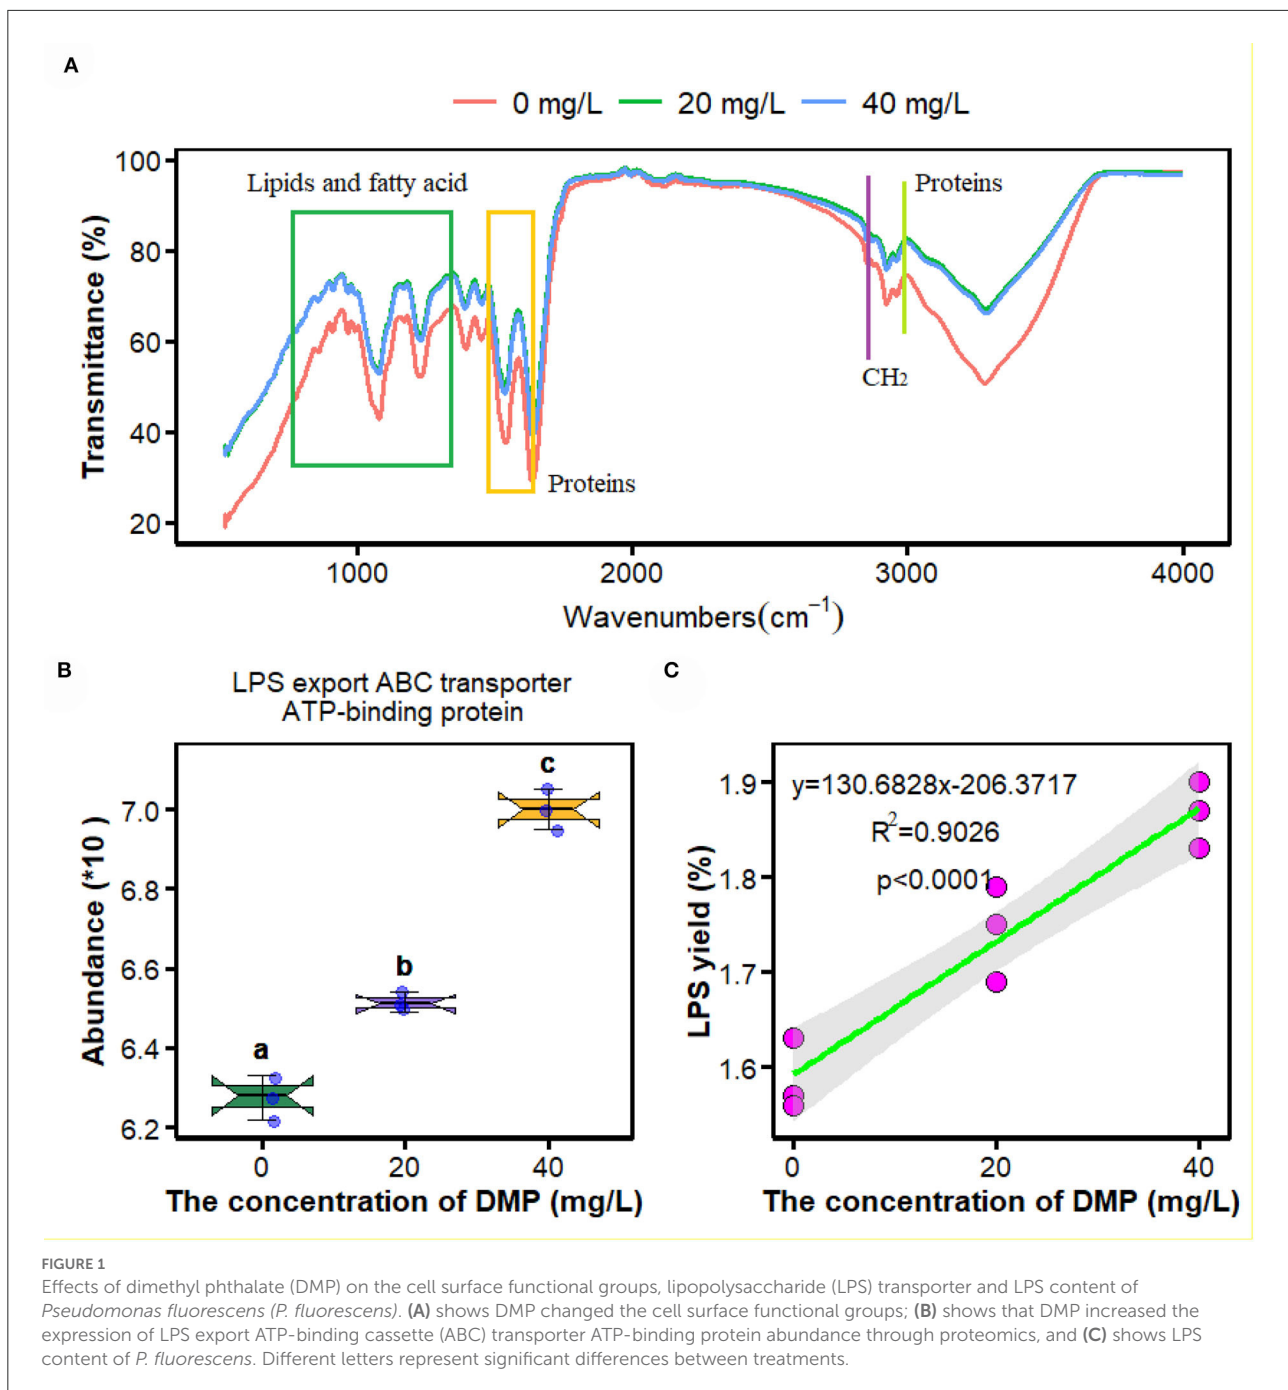 A
0 mg/L 20 mg/L 40 mg/L
Lipids and fatty acid
Proteins
CH2
Proteins
100
80
60
40
20
Transmittance (%)
1000 2000 3000 4000
Wavenumbers(cm⁻¹)
B
LPS export ABC transporter
ATP-binding protein
a
b
c
7.0
6.8
6.6
6.4
6.2
Abundance (*10 )
0 20 40
The concentration of DMP (mg/L)
C
y=130.6828x-206.3717
R²=0.9026
p<0.0001
1.9
1.8
1.7
1.6
LPS yield (%)
0 20 40
The concentration of DMP (mg/L)
FIGURE 1
Effects of dimethyl phthalate (DMP) on the cell surface functional groups, lipopolysaccharide (LPS) transporter and LPS content of
Pseudomonas fluorescens (P. fluorescens). (A) shows DMP changed the cell surface functional groups; (B) shows that DMP increased the
expression of LPS export ATP-binding cassette (ABC) transporter ATP-binding protein abundance through proteomics, and (C) shows LPS
content of P. fluorescens. Different letters represent significant differences between treatments.